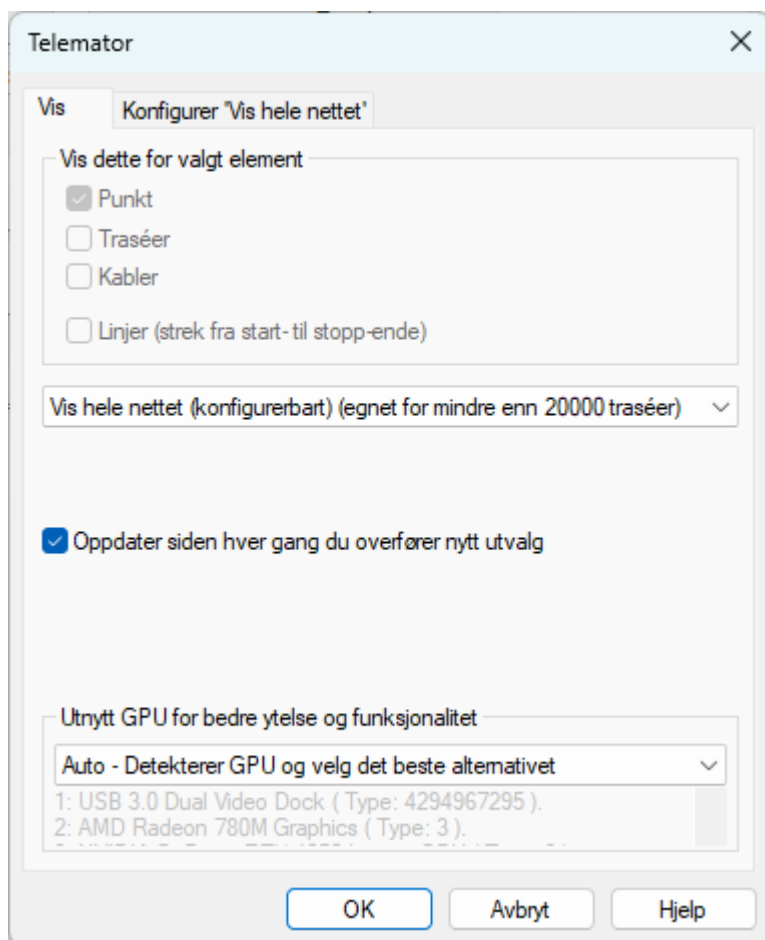 Telemator
Vis
Konfigurer 'Vis hele nettet'
Vis dette for valgt element
Punkt
Traséer
Kabler
Linjer (strek fra start- til stopp-ende)
Vis hele nettet (konfigurerbart) (egnet for mindre enn 20000 traséer)
Oppdater siden hver gang du overfører nytt utvalg
Utnytt GPU for bedre ytelse og funksjonalitet
Auto - Detekterer GPU og velg det beste alternativet
1: USB 3.0 Dual Video Dock ( Type: 4294967295 ).
2: AMD Radeon 780M Graphics ( Type: 3 ).
OK
Avbryt
Hjelp